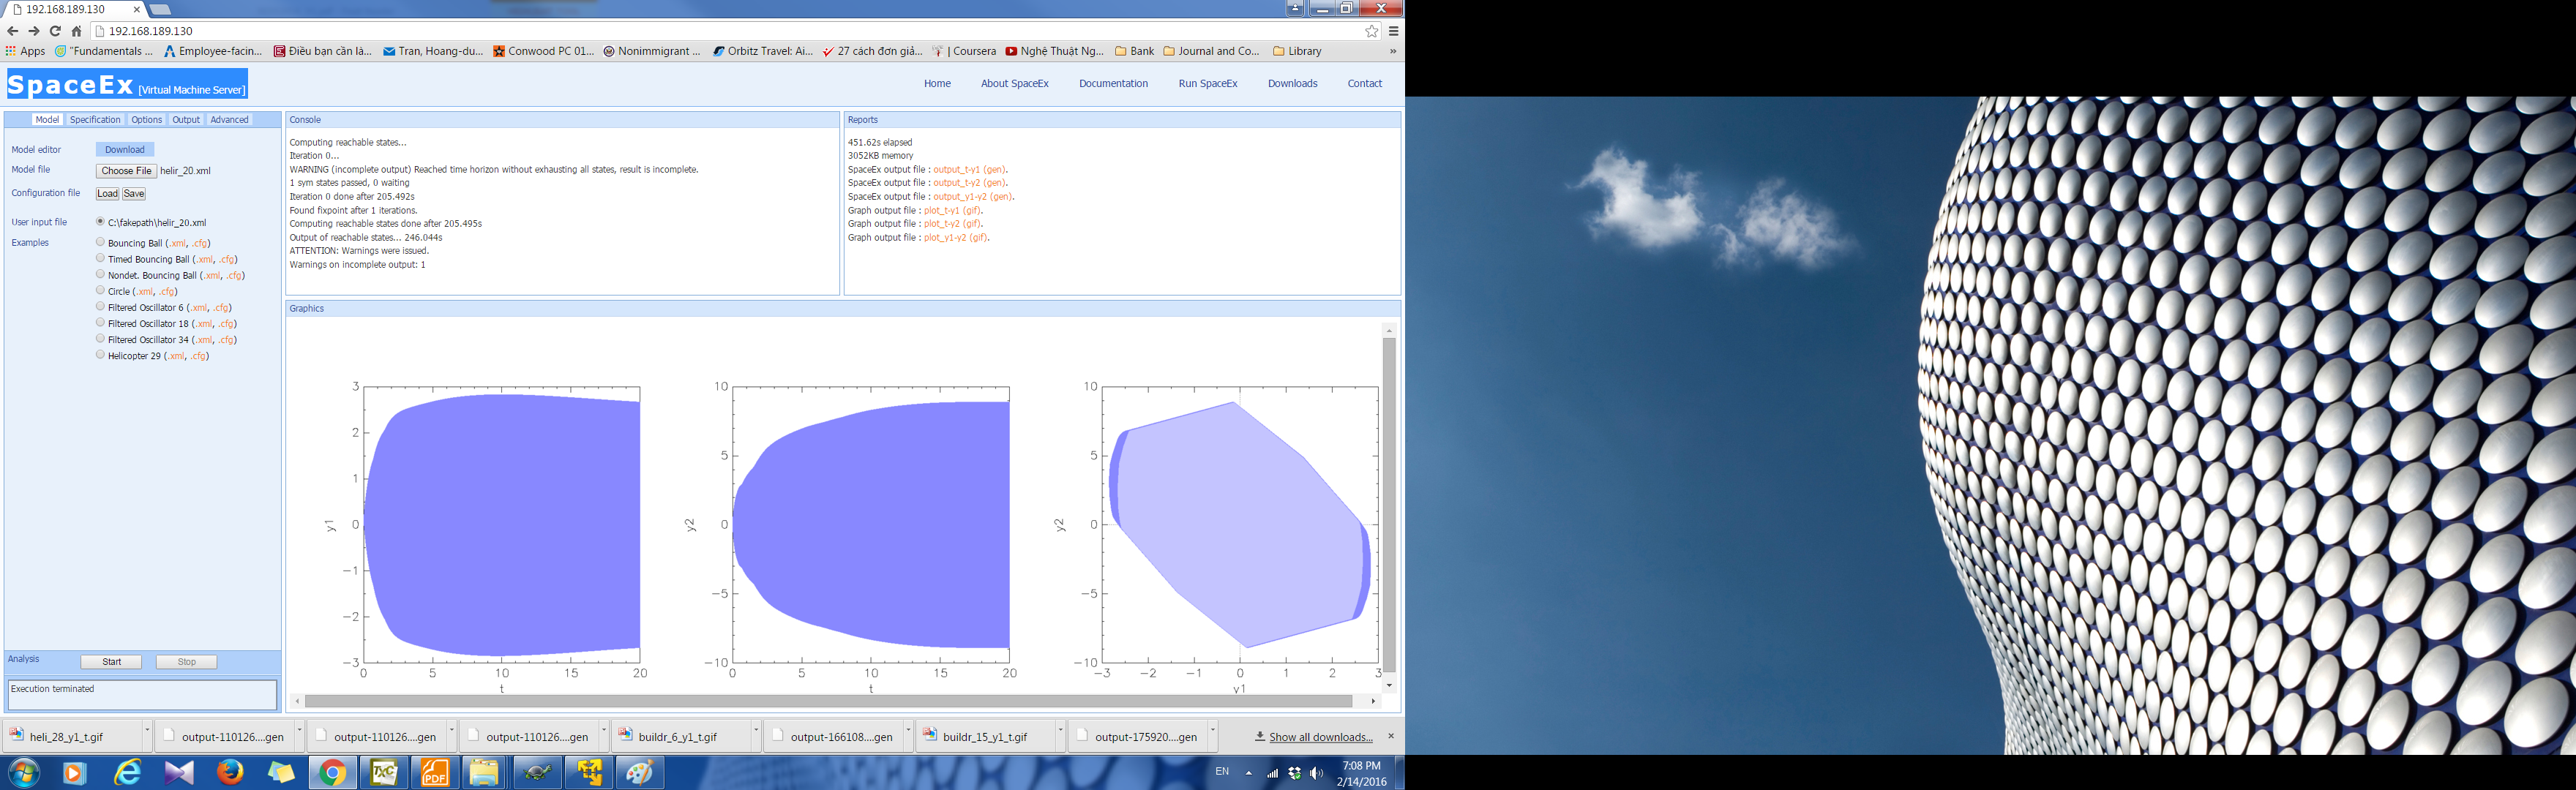 192.168.189.130
192.168.189.130
Apps "Fundamentals ... Employee-facin... Điều bạn cần là... Tran, Hoang-du... Conwood PC 01... Nonimmigrant ... Orbitz Travel: Ai... 27 cách đơn giả... | Coursera Nghệ Thuật Ng... Bank Journal and Co... Library »
SpaceEx [Virtual Machine Server]
Home About SpaceEx Documentation Run SpaceEx Downloads Contact
Model Specification Options Output Advanced
Model editor Download
Model file Choose File helir_20.xml
Configuration file Load Save
User input file C:\fakepath\helir_20.xml
Examples Bouncing Ball (.xml, .cfg)
Timed Bouncing Ball (.xml, .cfg)
Nondet. Bouncing Ball (.xml, .cfg)
Circle (.xml, .cfg)
Filtered Oscillator 6 (.xml, .cfg)
Filtered Oscillator 18 (.xml, .cfg)
Filtered Oscillator 34 (.xml, .cfg)
Helicopter 29 (.xml, .cfg)
Analysis Start Stop
Execution terminated
Console
Computing reachable states...
Iteration 0...
WARNING (incomplete output) Reached time horizon without exhausting all states, result is incomplete.
1 sym states passed, 0 waiting
Iteration 0 done after 205.492s
Found fixpoint after 1 iterations.
Computing reachable states done after 205.495s
Output of reachable states... 246.044s
ATTENTION: Warnings were issued.
Warnings on incomplete output: 1
Reports
451.62s elapsed
3052KB memory
SpaceEx output file : output_t-y1 (gen).
SpaceEx output file : output_t-y2 (gen).
SpaceEx output file : output_y1-y2 (gen).
Graph output file : plot_t-y1 (gif).
Graph output file : plot_t-y2 (gif).
Graph output file : plot_y1-y2 (gif).
Graphics
3
2
1
0
−1
−2
−3
y1
0 5 10 15 20
t
10
5
0
−5
−10
y2
0 5 10 15 20
t
10
5
0
−5
−10
y2
−3 −2 −1 0 1 2 3
y1
heli_28_y1_t.gif output-110126....gen output-110126....gen output-110126....gen buildr_6_y1_t.gif output-166108....gen buildr_15_y1_t.gif output-175920....gen Show all downloads...
TXC PDF EN 7:08 PM
2/14/2016